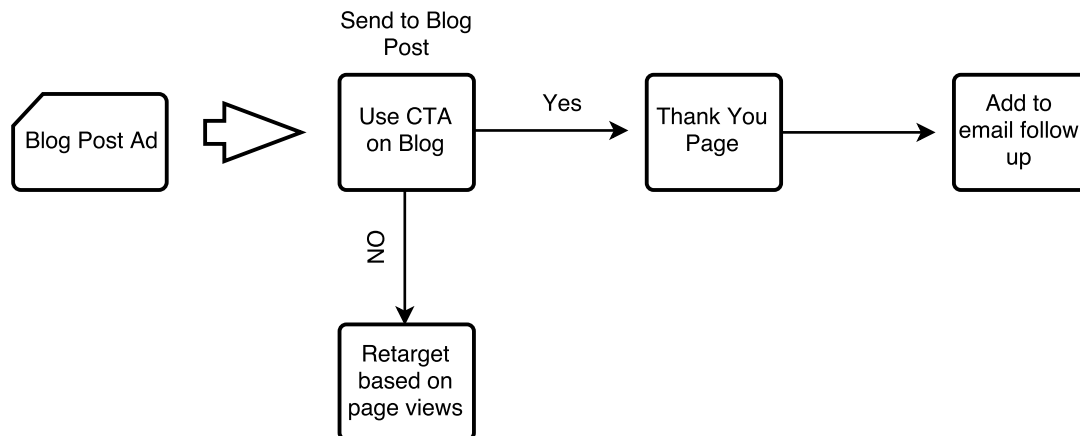 Send to Blog
Post
Blog Post Ad
Use CTA
on Blog
Yes
Thank You
Page
Add to
email follow
up
NO
Retarget
based on
page views